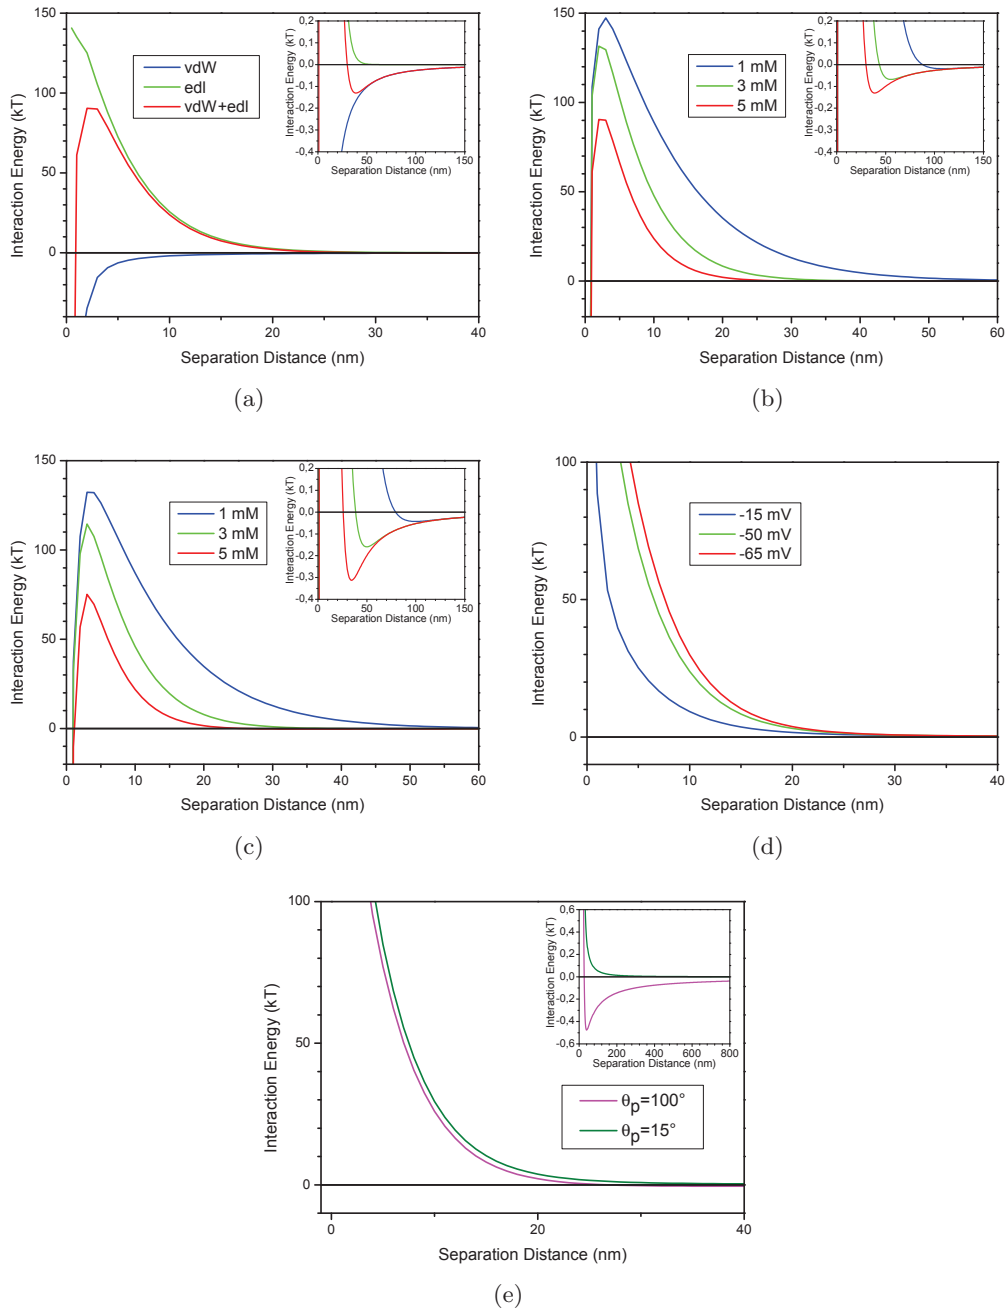 150
100
50
0
Interaction Energy (kT)
vdW
edl
vdW+edl
0,2
0,1
0,0
-0,1
-0,2
-0,3
-0,4
Interaction Energy (kT)
0 50 100 150
Separation Distance (nm)
0 10 20 30 40
Separation Distance (nm)
(a)
150
100
50
0
Interaction Energy (kT)
1 mM
3 mM
5 mM
0,2
0,1
0,0
-0,1
-0,2
-0,3
-0,4
Interaction Energy (kT)
0 50 100 150
Separation Distance (nm)
0 10 20 30 40 50 60
Separation Distance (nm)
(b)
150
100
50
0
Interaction Energy (kT)
1 mM
3 mM
5 mM
0,2
0,1
0,0
-0,1
-0,2
-0,3
-0,4
Interaction Energy (kT)
0 50 100 150
Separation Distance (nm)
0 10 20 30 40 50 60
Separation Distance (nm)
(c)
100
50
0
Interaction Energy (kT)
-15 mV
-50 mV
-65 mV
0 10 20 30 40
Separation Distance (nm)
(d)
100
50
0
Interaction Energy (kT)
0,6
0,4
0,2
0,0
-0,2
-0,4
-0,6
Interaction Energy (kT)
0 200 400 600 800
Separation Distance (nm)
θp=100°
θp=15°
0 20 40
Separation Distance (nm)
(e)